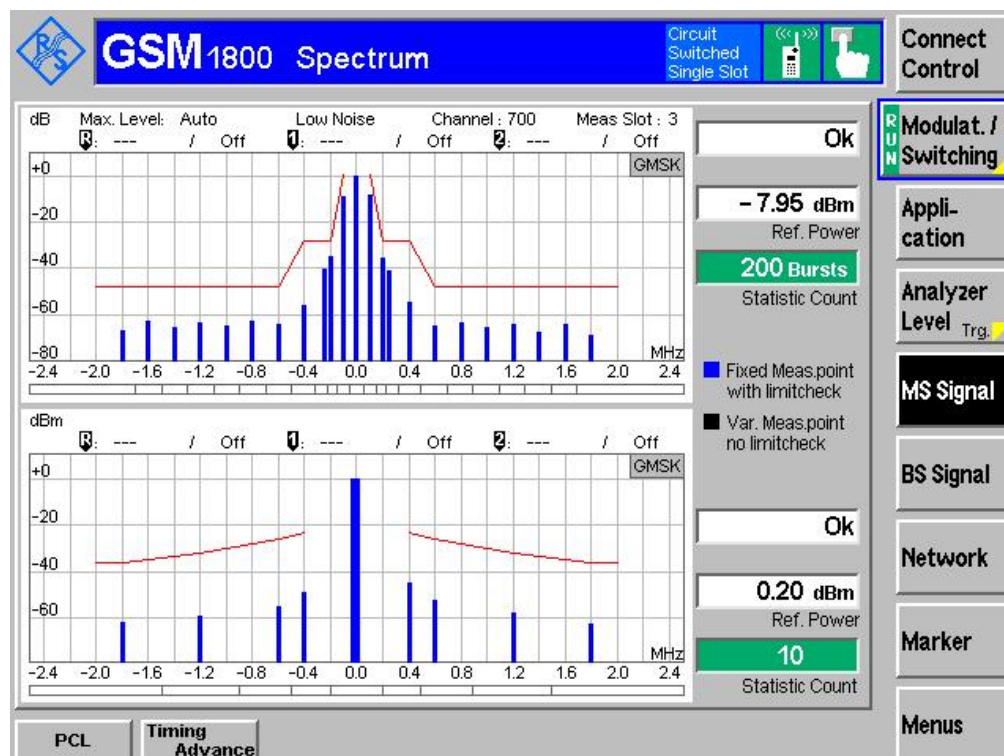 R S
GSM 1800 Spectrum
Circuit
Switched
Single Slot
Connect
Control
dB Max. Level: Auto Low Noise Channel : 700 Meas Slot : 3
R: --- / Off 1: --- / Off 2: --- / Off
GMSK
+0
-20
-40
-60
-80
MHz
-2.4 -2.0 -1.6 -1.2 -0.8 -0.4 0.0 0.4 0.8 1.2 1.6 2.0 2.4
Ok
-7.95 dBm
Ref. Power
200 Bursts
Statistic Count
Fixed Meas.point
with limitcheck
Var. Meas.point
no limitcheck
dBm
R: --- / Off 1: --- / Off 2: --- / Off
GMSK
+0
-20
-40
-60
MHz
-2.4 -2.0 -1.6 -1.2 -0.8 -0.4 0.0 0.4 0.8 1.2 1.6 2.0 2.4
Ok
0.20 dBm
Ref. Power
10
Statistic Count
RUN
Modulat. /
Switching
Appli-
cation
Analyzer
Level Trg.
MS Signal
BS Signal
Network
Marker
Menus
PCL
Timing
Advance